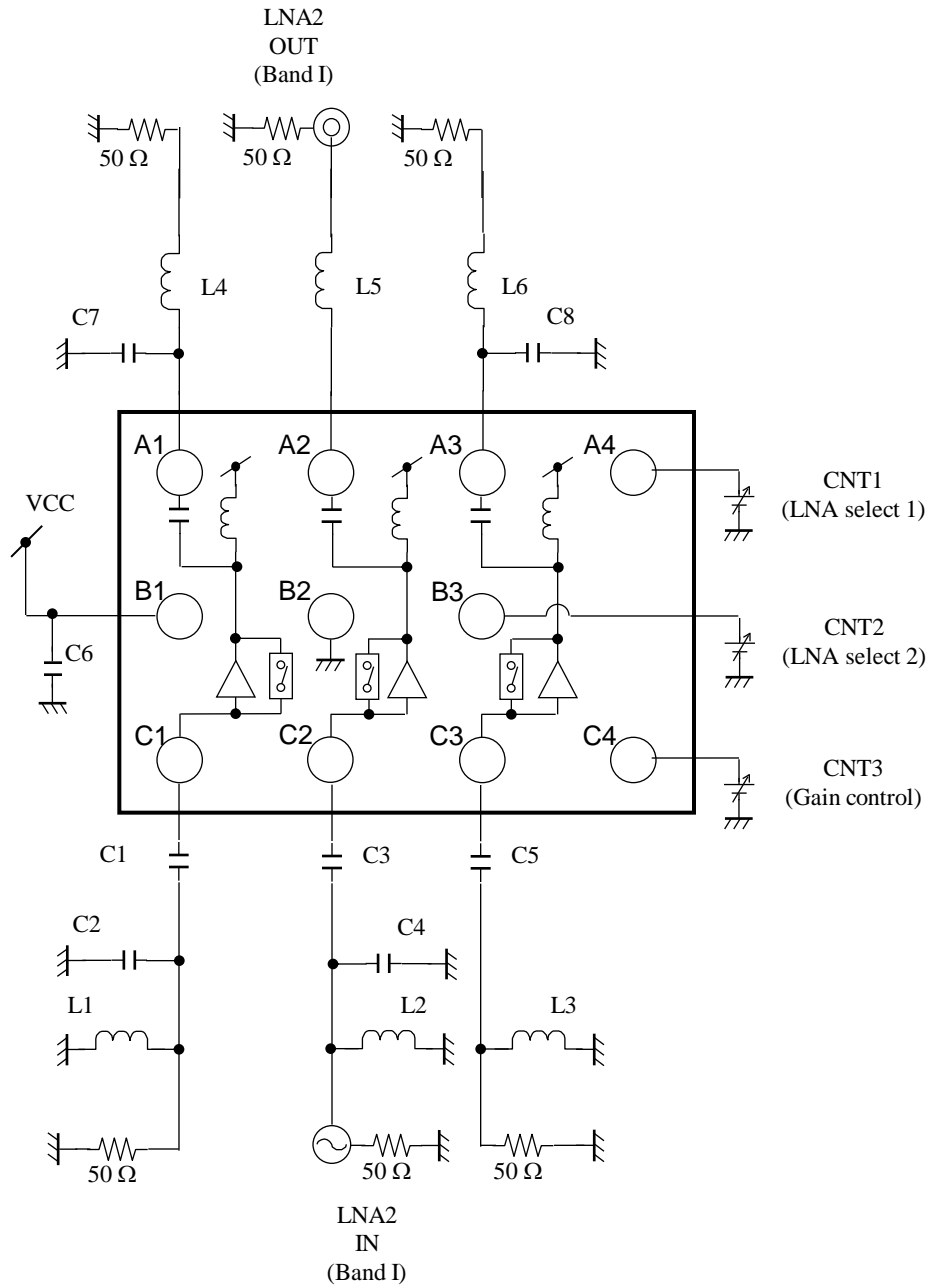 LNA2
OUT
(Band I)
50 Ω
50 Ω
50 Ω
L4
L5
L6
C7
C8
A1
A2
A3
A4
CNT1
(LNA select 1)
VCC
B1
B2
B3
C6
CNT2
(LNA select 2)
C1
C2
C3
C4
CNT3
(Gain control)
C1
C3
C5
C2
C4
L1
L2
L3
50 Ω
50 Ω
50 Ω
LNA2
IN
(Band I)